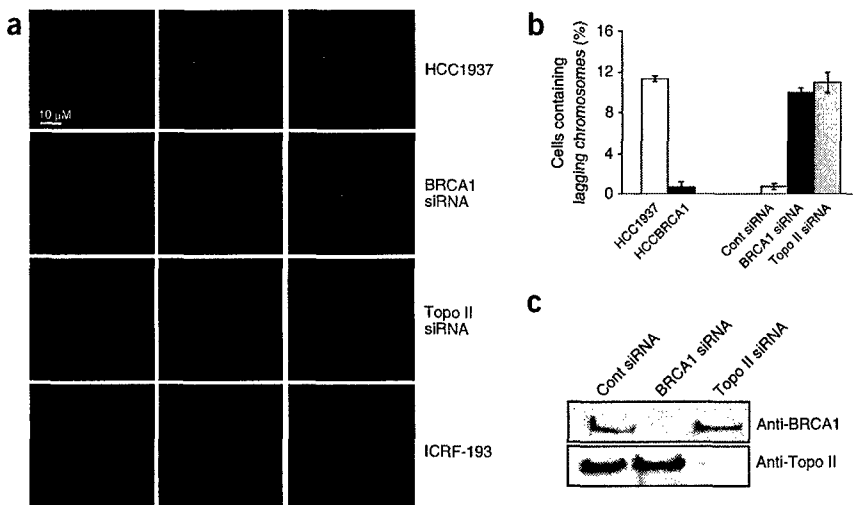 a
HCC1937
10 µM
BRCA1
siRNA
Topo II
siRNA
ICRF-193
b
Cells containing
lagging chromosomes (%)
16
12
8
4
0
HCC1937
HCCBRCA1
Cont siRNA
BRCA1 siRNA
Topo II siRNA
c
Cont siRNA
BRCA1 siRNA
Topo II siRNA
Anti-BRCA1
Anti-Topo II